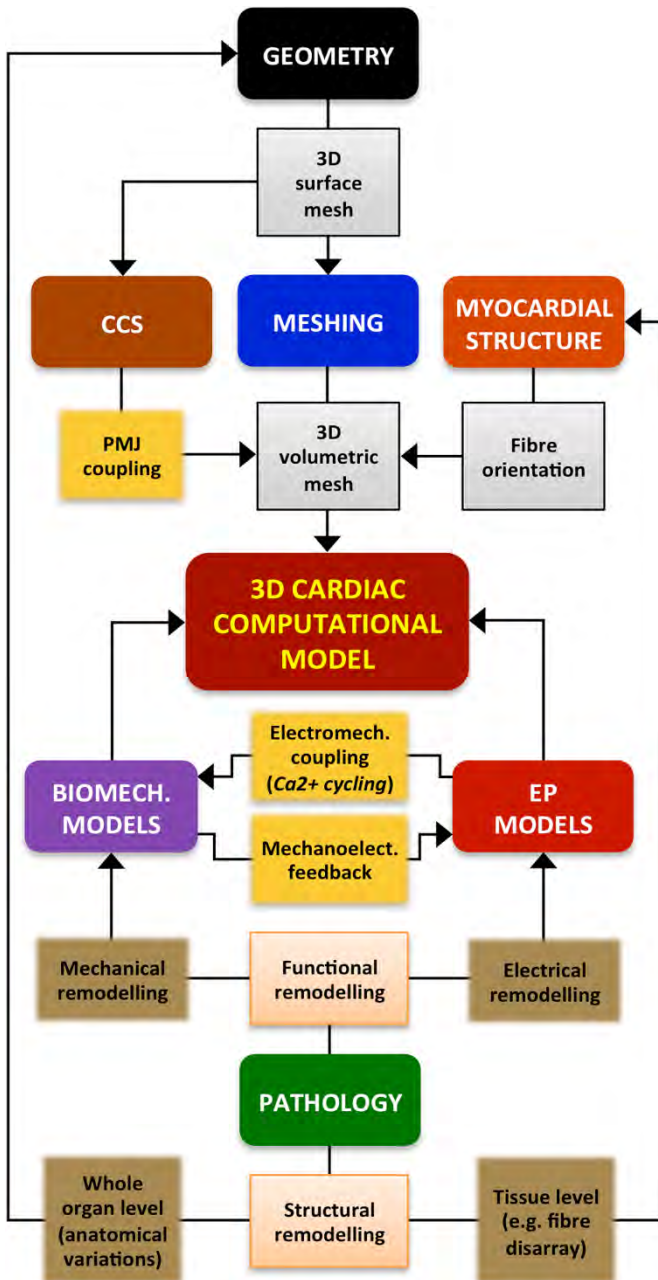 GEOMETRY
3D
surface
mesh
CCS
MESHING
MYOCARDIAL
STRUCTURE
PMJ
coupling
3D
volumetric
mesh
Fibre
orientation
3D CARDIAC
COMPUTATIONAL
MODEL
Electromech.
coupling
(Ca2+ cycling)
BIOMECH.
MODELS
EP
MODELS
Mechanoelect.
feedback
Mechanical
remodelling
Functional
remodelling
Electrical
remodelling
PATHOLOGY
Whole
organ level
(anatomical
variations)
Structural
remodelling
Tissue level
(e.g. fibre
disarray)